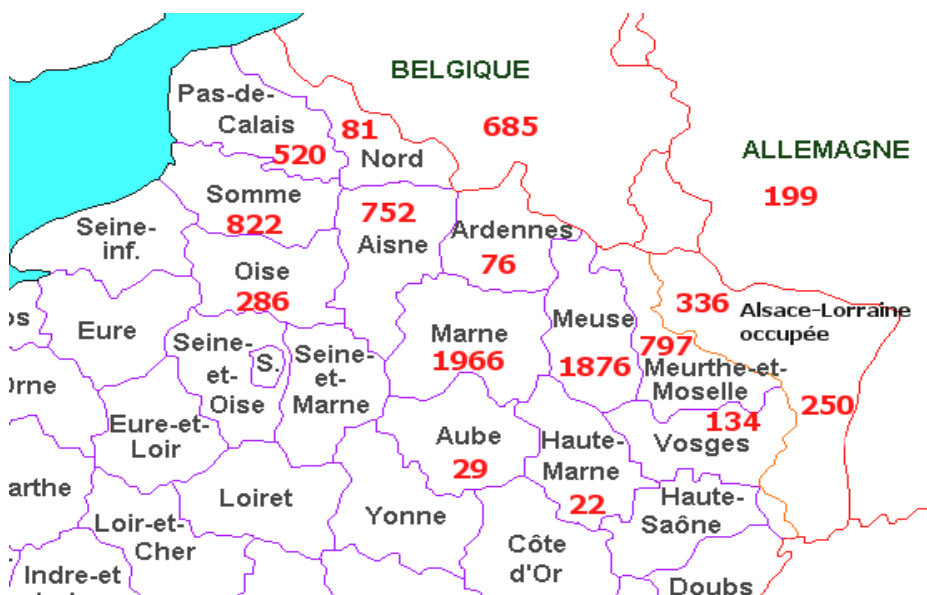 BELGIQUE
Pas-de-
Calais
520
81
Nord
685
ALLEMAGNE
199
Somme
822
752
Aisne
Ardennes
76
Seine-
inf.
Oise
286
336
Alsace-Lorraine
occupée
os
Eure
Seine-
et-
Oise
S.
Seine-
et-
Marne
Marne
1966
Meuse
1876
797
Meurthe-et-
Moselle
250
Orne
Eure-et-
Loir
Aube
29
Haute-
Marne
22
134
Vosges
arthe
Loiret
Yonne
Haute-
Saône
Loir-et-
Cher
Côte
d'Or
Indre-et
Doubs